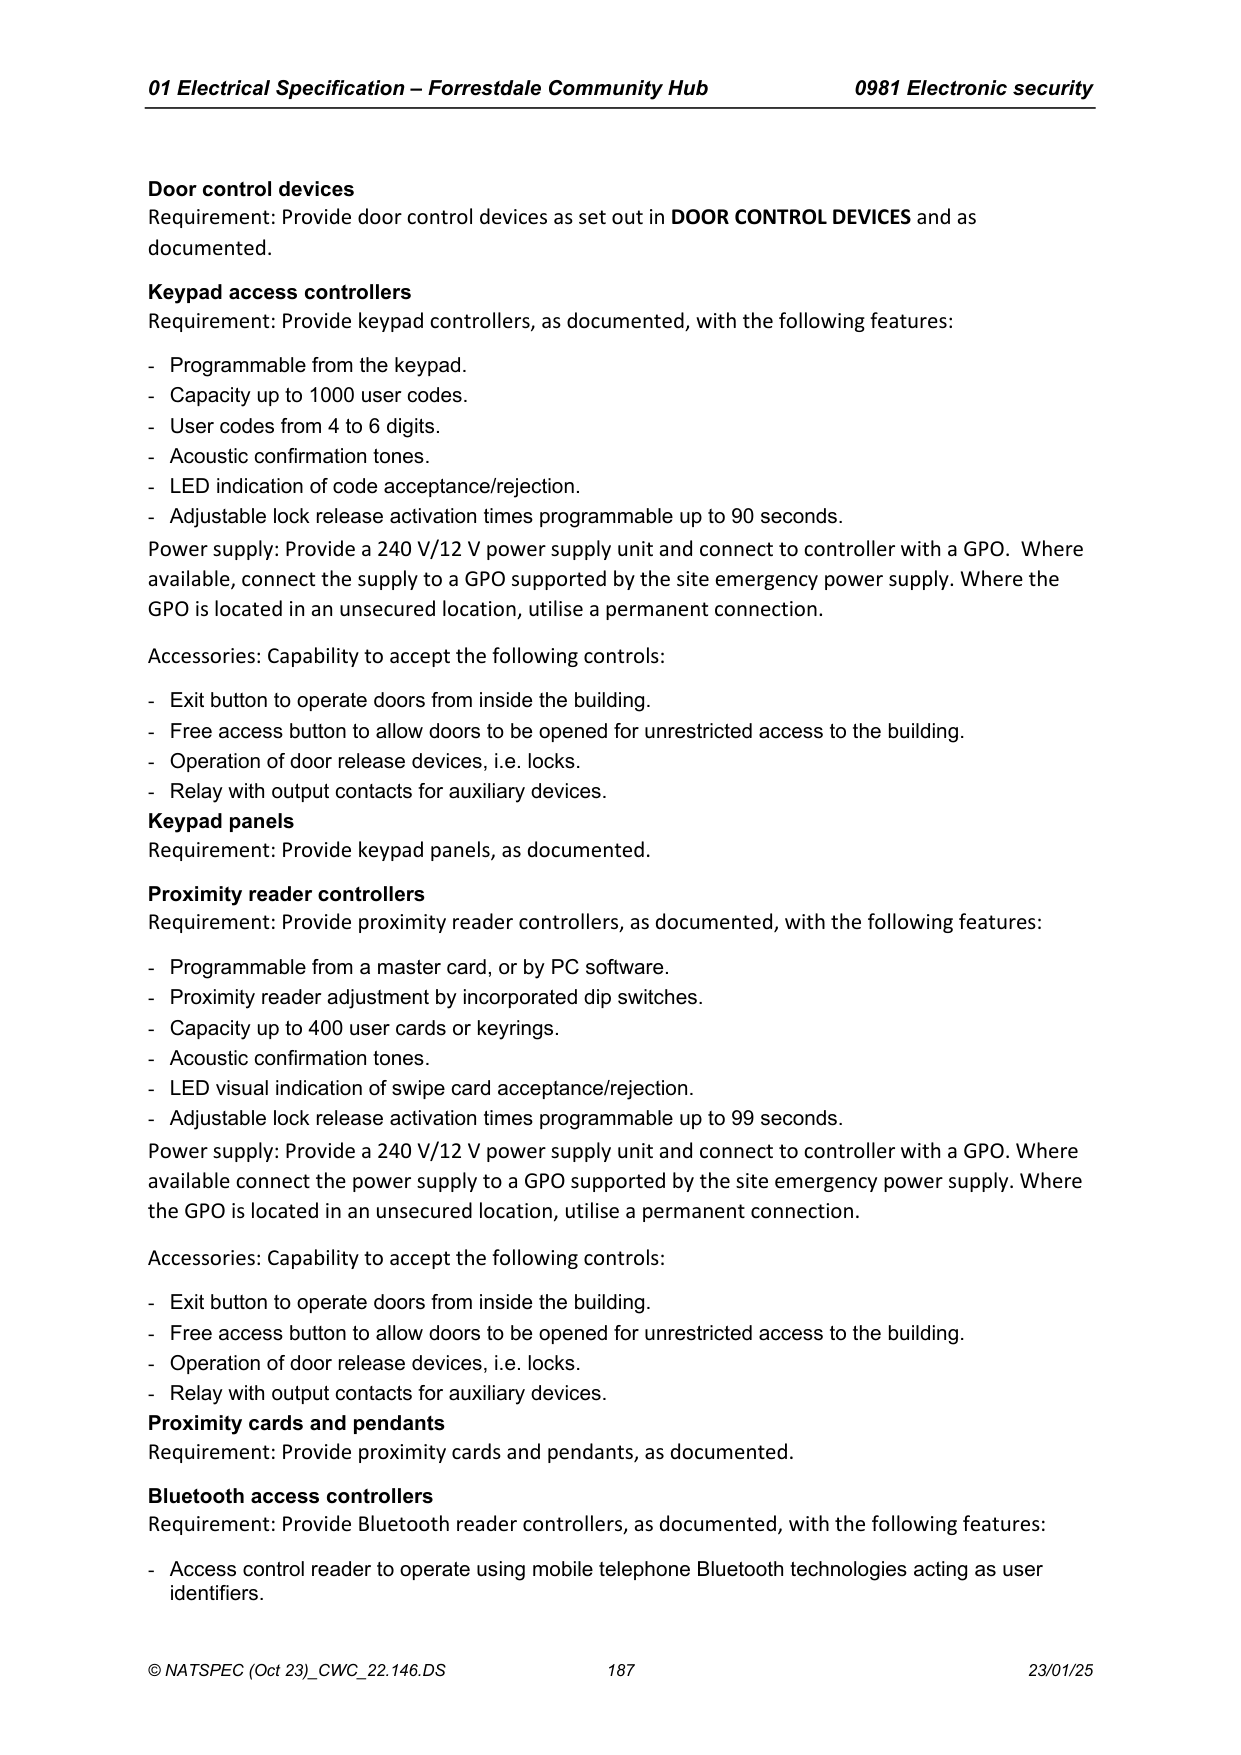 01 Electrical Specification – Forrestdale Community Hub 0981 Electronic security
Door control devices
Requirement: Provide door control devices as set out in DOOR CONTROL DEVICES and as
documented.
Keypad access controllers
Requirement: Provide keypad controllers, as documented, with the following features:
- Programmable from the keypad.
- Capacity up to 1000 user codes.
- User codes from 4 to 6 digits.
- Acoustic confirmation tones.
- LED indication of code acceptance/rejection.
- Adjustable lock release activation times programmable up to 90 seconds.
Power supply: Provide a 240 V/12 V power supply unit and connect to controller with a GPO.  Where
available, connect the supply to a GPO supported by the site emergency power supply. Where the
GPO is located in an unsecured location, utilise a permanent connection.
Accessories: Capability to accept the following controls:
- Exit button to operate doors from inside the building.
- Free access button to allow doors to be opened for unrestricted access to the building.
- Operation of door release devices, i.e. locks.
- Relay with output contacts for auxiliary devices.
Keypad panels
Requirement: Provide keypad panels, as documented.
Proximity reader controllers
Requirement: Provide proximity reader controllers, as documented, with the following features:
- Programmable from a master card, or by PC software.
- Proximity reader adjustment by incorporated dip switches.
- Capacity up to 400 user cards or keyrings.
- Acoustic confirmation tones.
- LED visual indication of swipe card acceptance/rejection.
- Adjustable lock release activation times programmable up to 99 seconds.
Power supply: Provide a 240 V/12 V power supply unit and connect to controller with a GPO. Where
available connect the power supply to a GPO supported by the site emergency power supply. Where
the GPO is located in an unsecured location, utilise a permanent connection.
Accessories: Capability to accept the following controls:
- Exit button to operate doors from inside the building.
- Free access button to allow doors to be opened for unrestricted access to the building.
- Operation of door release devices, i.e. locks.
- Relay with output contacts for auxiliary devices.
Proximity cards and pendants
Requirement: Provide proximity cards and pendants, as documented.
Bluetooth access controllers
Requirement: Provide Bluetooth reader controllers, as documented, with the following features:
- Access control reader to operate using mobile telephone Bluetooth technologies acting as user
identifiers.
© NATSPEC (Oct 23)_CWC_22.146.DS 187 23/01/25